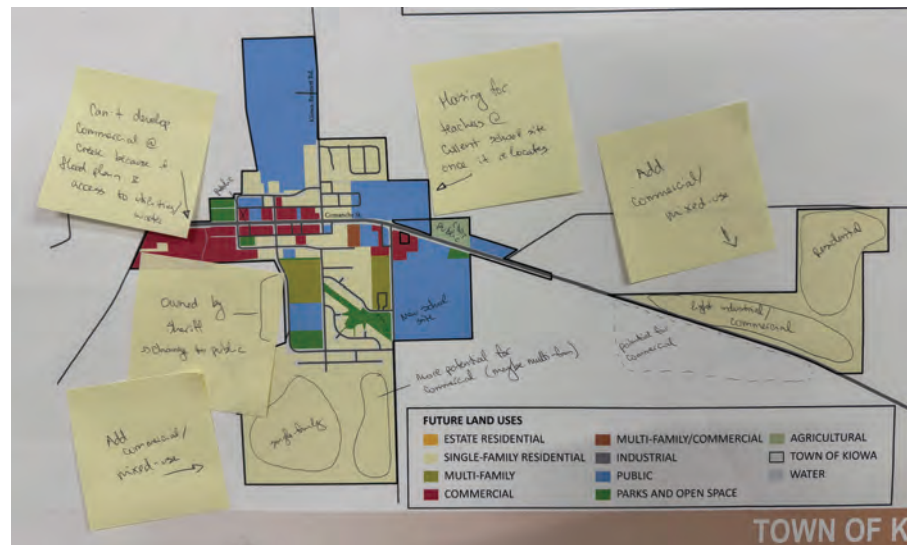 Can't develop
commercial @
creek because of
flood plain &
access to utilities/
Housing for
teachers @
current school site
once it relocates
Add
commercial/
mixed-use
Public
Kiowa Bennett Rd.
Comanche St.
Residential
light industrial/
commercial
potential for
commercial
New school
site
Owned by
Sheriff
change to public
more potential for
commercial (maybe multi-fam)
single-family
Add
commercial/
mixed-use
FUTURE LAND USES
ESTATE RESIDENTIAL
SINGLE-FAMILY RESIDENTIAL
MULTI-FAMILY
COMMERCIAL
MULTI-FAMILY/COMMERCIAL
INDUSTRIAL
PUBLIC
PARKS AND OPEN SPACE
AGRICULTURAL
TOWN OF KIOWA
WATER
TOWN OF K